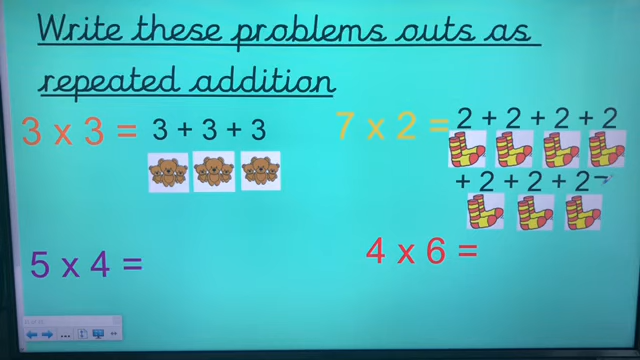 Write these problems outs as
repeated addition
3 x 3 = 3 + 3 + 3
7 x 2 = 2 + 2 + 2 + 2
+ 2 + 2 + 2
5 x 4 =
4 x 6 =